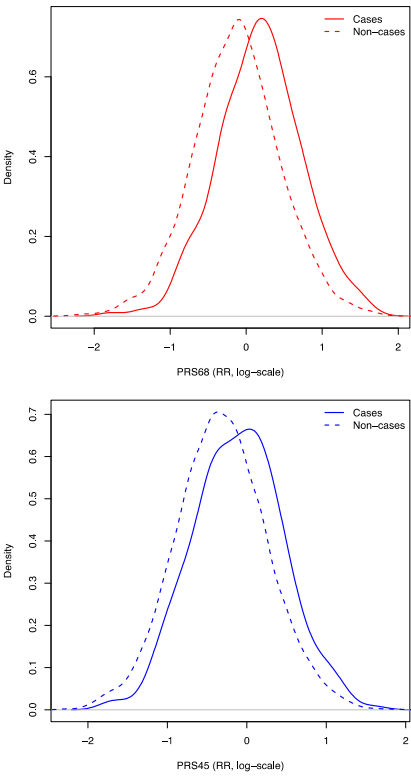 Cases
Non−cases
Density
0.0
0.2
0.4
0.6
−2
−1
0
1
2
PRS68 (RR, log−scale)
Cases
Non−cases
Density
0.0
0.1
0.2
0.3
0.4
0.5
0.6
0.7
−2
−1
0
1
2
PRS45 (RR, log−scale)